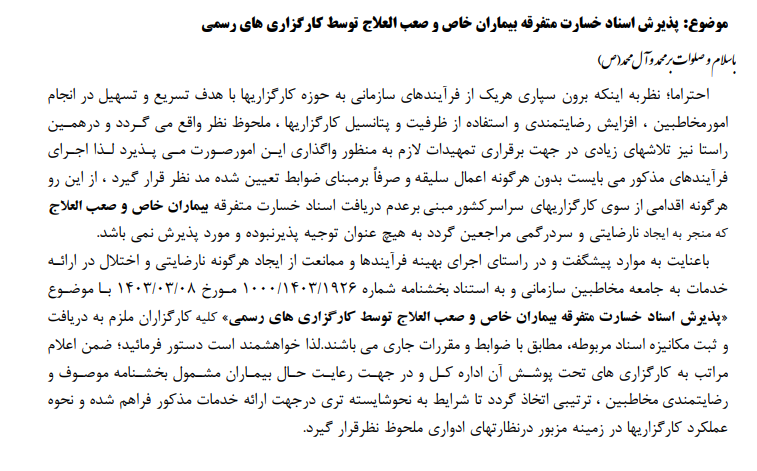 موضوع: پذیرش اسناد خسارت متفرقه بیماران خاص و صعب العلاج توسط کارگزاری های رسمی
باسلام و صلوات بر محمد و آل محمد(ص)
احتراما؛ نظربه اینکه برون سپاری هریک از فرآیندهای سازمانی به حوزه کارگزاریها با هدف تسریع و تسهیل در انجام
امورمخاطبین ، افزایش رضایتمندی و استفاده از ظرفیت و پتانسیل کارگزاریها ، ملحوظ نظر واقع می گردد و درهمین
راستا نیز تلاشهای زیادی در جهت برقراری تمهیدات لازم به منظور واگذاری این امورصورت می پذیرد لذا اجرای
فرآیندهای مذکور می بایست بدون هرگونه اعمال سلیقه و صرفاً برمبنای ضوابط تعیین شده مد نظر قرار گیرد ، از این رو
هرگونه اقدامی از سوی کارگزاریهای سراسرکشور مبنی برعدم دریافت اسناد خسارت متفرقه بیماران خاص و صعب العلاج
که منجر به ایجاد نارضایتی و سردرگمی مراجعین گردد به هیچ عنوان توجیه پذیرنبوده و مورد پذیرش نمی باشد.
باعنایت به موارد پیشگفت و در راستای اجرای بهینه فرآیندها و ممانعت از ایجاد هرگونه نارضایتی و اختلال در ارائه
خدمات به جامعه مخاطبین سازمانی و به استناد بخشنامه شماره ۱۰۰۰/۱۴۰۳/۱۹۲۶ مورخ ۱۴۰۳/۰۳/۰۸ با موضوع
«پذیرش اسناد خسارت متفرقه بیماران خاص و صعب العلاج توسط کارگزاری های رسمی» کلیه کارگزاران ملزم به دریافت
و ثبت مکانیزه اسناد مربوطه، مطابق با ضوابط و مقررات جاری می باشند.لذا خواهشمند است دستور فرمائید؛ ضمن اعلام
مراتب به کارگزاری های تحت پوشش آن اداره کل و در جهت رعایت حال بیماران مشمول بخشنامه موصوف و
رضایتمندی مخاطبین ، ترتیبی اتخاذ گردد تا شرایط به نحوشایسته تری درجهت ارائه خدمات مذکور فراهم شده و نحوه
عملکرد کارگزاریها در زمینه مزبور درنظارتهای ادواری ملحوظ نظرقرار گیرد.